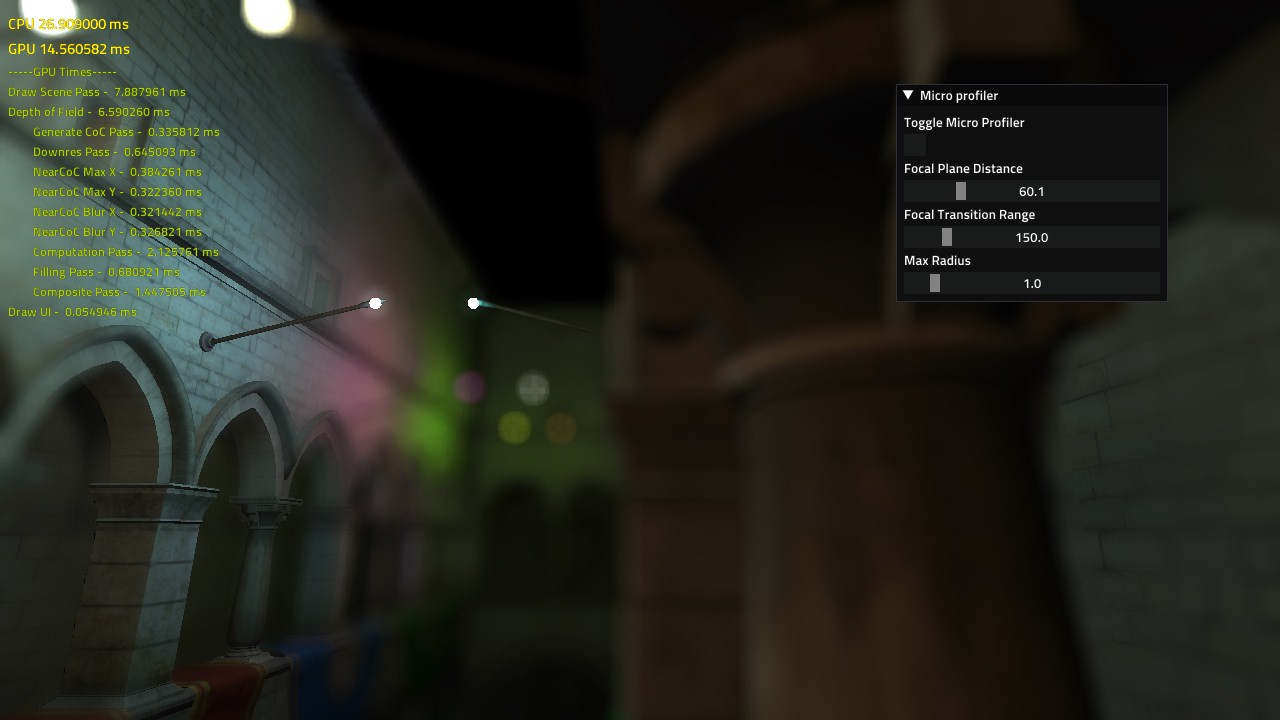 CPU 26.909000 ms
GPU 14.560582 ms
-----GPU Times-----
Draw Scene Pass - 7.887961 ms
Depth of Field - 6.590260 ms
Generate CoC Pass - 0.335812 ms
Downres Pass - 0.645093 ms
NearCoC Max X - 0.384261 ms
NearCoC Max Y - 0.322360 ms
NearCoC Blur X - 0.321442 ms
NearCoC Blur Y - 0.326821 ms
Computation Pass - 2.125761 ms
Filling Pass - 0.680921 ms
Composite Pass - 1.447505 ms
Draw UI - 0.054946 ms
Micro profiler
Toggle Micro Profiler
Focal Plane Distance
60.1
Focal Transition Range
150.0
Max Radius
1.0